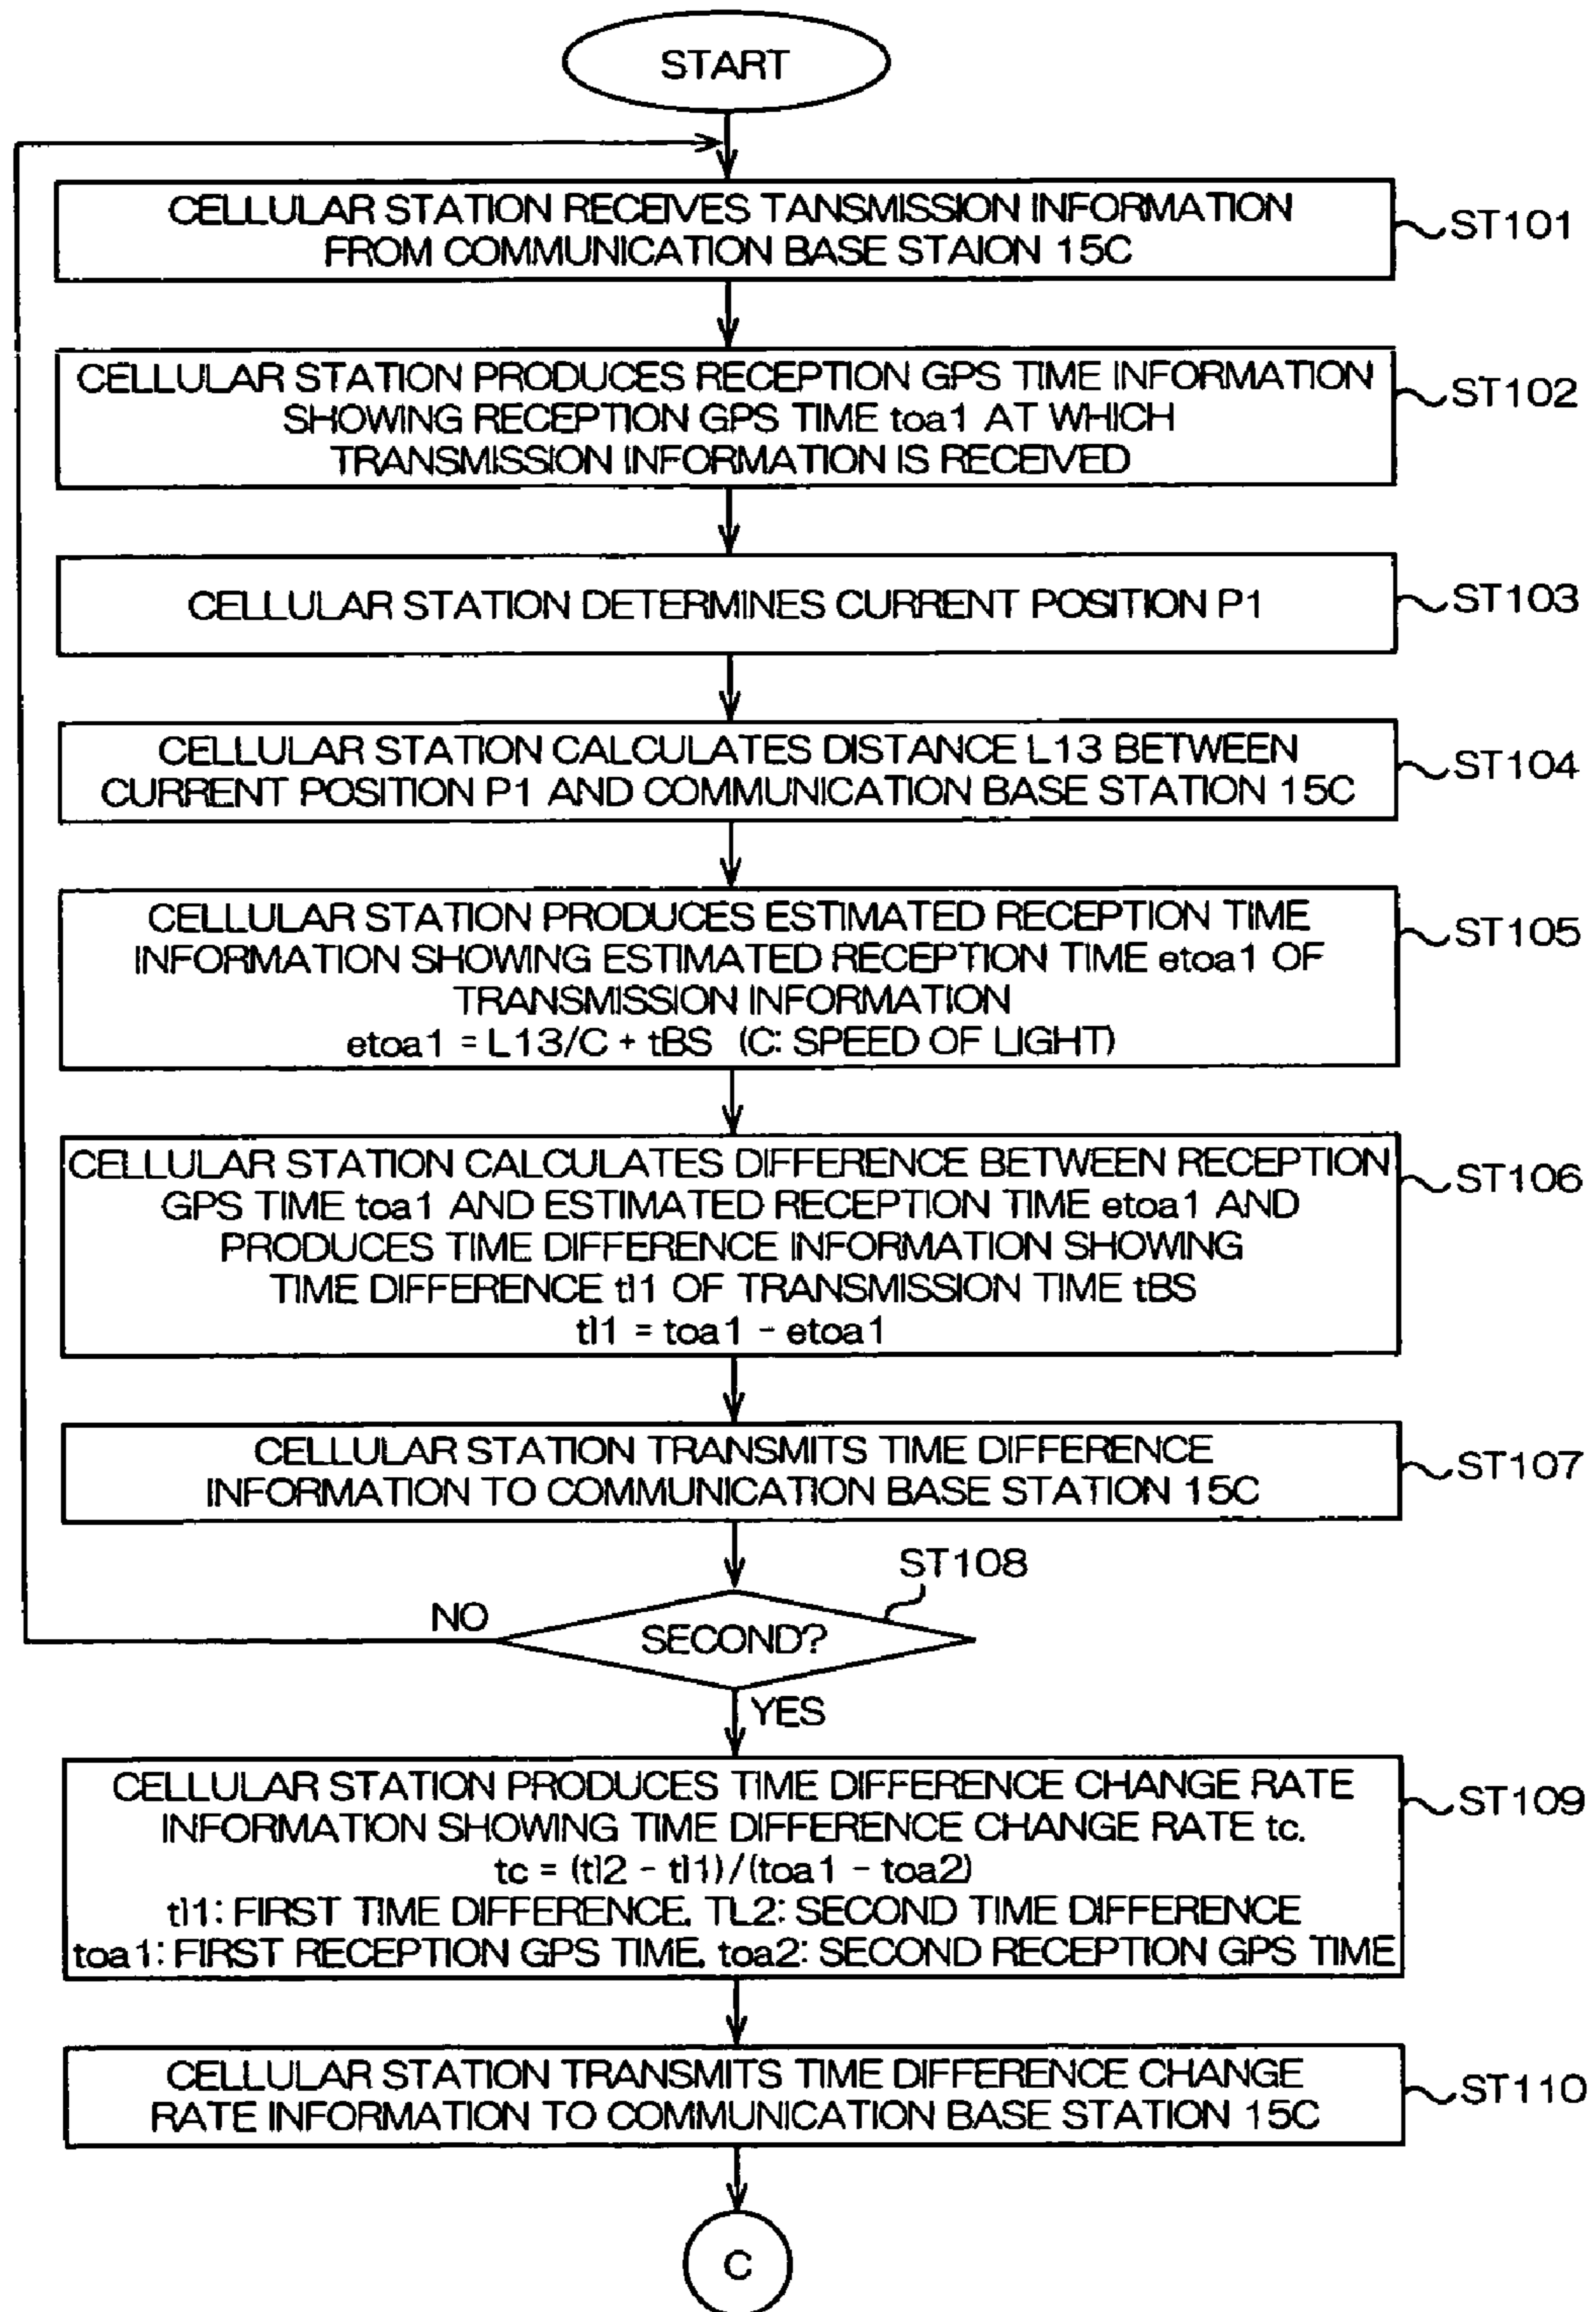 START
CELLULAR STATION RECEIVES TANSMISSION INFORMATION
FROM COMMUNICATION BASE STAION 15C
ST101
CELLULAR STATION PRODUCES RECEPTION GPS TIME INFORMATION
SHOWING RECEPTION GPS TIME toa1 AT WHICH
TRANSMISSION INFORMATION IS RECEIVED
ST102
CELLULAR STATION DETERMINES CURRENT POSITION P1
ST103
CELLULAR STATION CALCULATES DISTANCE L13 BETWEEN
CURRENT POSITION P1 AND COMMUNICATION BASE STATION 15C
ST104
CELLULAR STATION PRODUCES ESTIMATED RECEPTION TIME
INFORMATION SHOWING ESTIMATED RECEPTION TIME etoa1 OF
TRANSMISSION INFORMATION
etoa1 = L13/C + tBS (C: SPEED OF LIGHT)
ST105
CELLULAR STATION CALCULATES DIFFERENCE BETWEEN RECEPTION
GPS TIME toa1 AND ESTIMATED RECEPTION TIME etoa1 AND
PRODUCES TIME DIFFERENCE INFORMATION SHOWING
TIME DIFFERENCE tl1 OF TRANSMISSION TIME tBS
tl1 = toa1 - etoa1
ST106
CELLULAR STATION TRANSMITS TIME DIFFERENCE
INFORMATION TO COMMUNICATION BASE STATION 15C
ST107
ST108
NO
SECOND?
YES
CELLULAR STATION PRODUCES TIME DIFFERENCE CHANGE RATE
INFORMATION SHOWING TIME DIFFERENCE CHANGE RATE tc.
tc = (tl2 - tl1)/(toa1 - toa2)
tl1: FIRST TIME DIFFERENCE, TL2: SECOND TIME DIFFERENCE
toa1: FIRST RECEPTION GPS TIME, toa2: SECOND RECEPTION GPS TIME
ST109
CELLULAR STATION TRANSMITS TIME DIFFERENCE CHANGE
RATE INFORMATION TO COMMUNICATION BASE STATION 15C
ST110
C